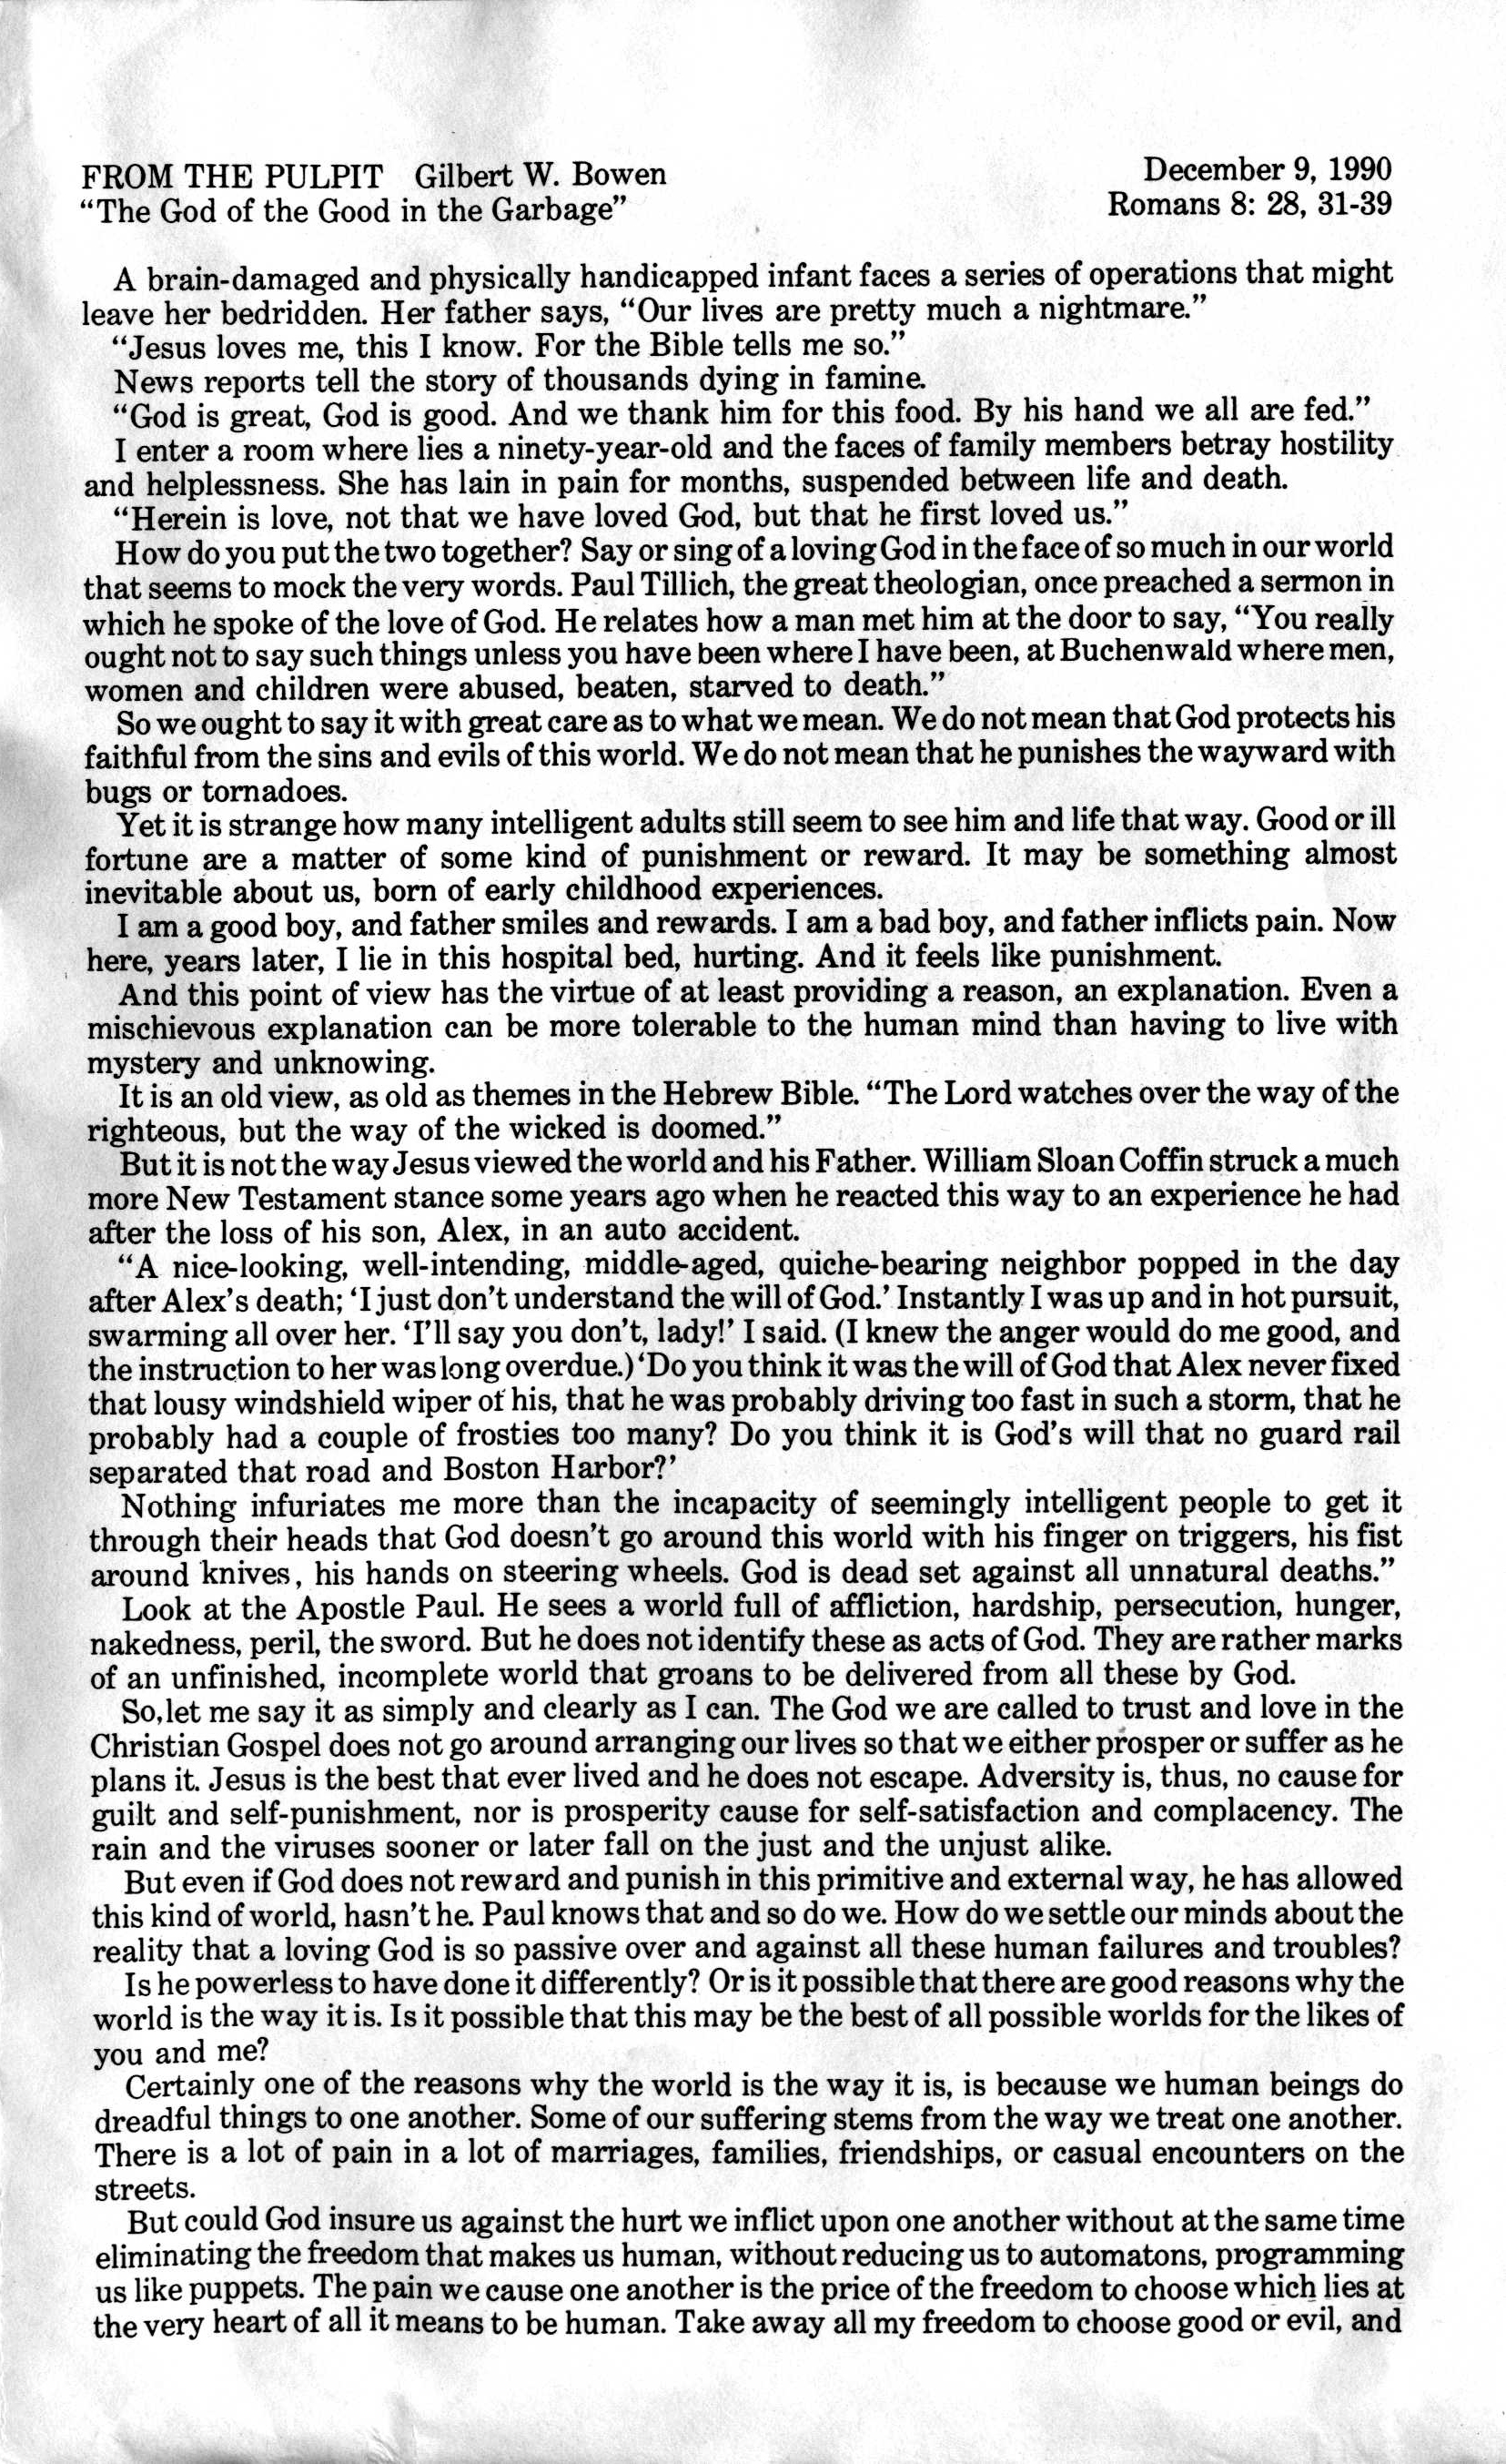 FROM THE PULPIT Gilbert W. Bowen
December 9, 1990
"The God of the Good in the Garbage"
Romans 8: 28, 31-39
A brain-damaged and physically handicapped infant faces a series of operations that might
leave her bedridden. Her father says, "Our lives are pretty much a nightmare."
"Jesus loves me, this I know. For the Bible tells me so."
News reports tell the story of thousands dying in famine.
"God is great, God is good. And we thank him for this food. By his hand we all are fed."
I enter a room where lies a ninety-year-old and the faces of family members betray hostility
and helplessness. She has lain in pain for months, suspended between life and death.
"Herein is love, not that we have loved God, but that he first loved us."
How do you put the two together? Say or sing of a loving God in the face of so much in our world
that seems to mock the very words. Paul Tillich, the great theologian, once preached a sermon in
which he spoke of the love of God. He relates how a man met him at the door to say, "You really
ought not to say such things unless you have been where I have been, at Buchenwald where men,
women and children were abused, beaten, starved to death."
So we ought to say it with great care as to what we mean. We do not mean that God protects his
faithful from the sins and evils of this world. We do not mean that he punishes the wayward with
bugs or tornadoes.
Yet it is strange how many intelligent adults still seem to see him and life that way. Good or ill
fortune are a matter of some kind of punishment or reward. It may be something almost
inevitable about us, born of early childhood experiences.
I am a good boy, and father smiles and rewards. I am a bad boy, and father inflicts pain. Now
here, years later, I lie in this hospital bed, hurting. And it feels like punishment.
And this point of view has the virtue of at least providing a reason, an explanation. Even a
mischievous explanation can be more tolerable to the human mind than having to live with
mystery and unknowing.
It is an old view, as old as themes in the Hebrew Bible. "The Lord watches over the way of the
righteous, but the way of the wicked is doomed."
But it is not the way Jesus viewed the world and his Father. William Sloan Coffin struck a much
more New Testament stance some years ago when he reacted this way to an experience he had
after the loss of his son, Alex, in an auto accident.
"A nice-looking, well-intending, middle-aged, quiche-bearing neighbor popped in the day
after Alex's death; 'I just don't understand the will of God.' Instantly I was up and in hot pursuit,
swarming all over her. 'I'll say you don't, lady!' I said. (I knew the anger would do me good, and
the instruction to her was long overdue.) 'Do you think it was the will of God that Alex never fixed
that lousy windshield wiper of his, that he was probably driving too fast in such a storm, that he
probably had a couple of frosties too many? Do you think it is God's will that no guard rail
separated that road and Boston Harbor?'
Nothing infuriates me more than the incapacity of seemingly intelligent people to get it
through their heads that God doesn't go around this world with his finger on triggers, his fist
around knives, his hands on steering wheels. God is dead set against all unnatural deaths."
Look at the Apostle Paul. He sees a world full of affliction, hardship, persecution, hunger,
nakedness, peril, the sword. But he does not identify these as acts of God. They are rather marks
of an unfinished, incomplete world that groans to be delivered from all these by God.
So, let me say it as simply and clearly as I can. The God we are called to trust and love in the
Christian Gospel does not go around arranging our lives so that we either prosper or suffer as he
plans it. Jesus is the best that ever lived and he does not escape. Adversity is, thus, no cause for
guilt and self-punishment, nor is prosperity cause for self-satisfaction and complacency. The
rain and the viruses sooner or later fall on the just and the unjust alike.
But even if God does not reward and punish in this primitive and external way, he has allowed
this kind of world, hasn't he. Paul knows that and so do we. How do we settle our minds about the
reality that a loving God is so passive over and against all these human failures and troubles?
Is he powerless to have done it differently? Or is it possible that there are good reasons why the
world is the way it is. Is it possible that this may be the best of all possible worlds for the likes of
you and me?
Certainly one of the reasons why the world is the way it is, is because we human beings do
dreadful things to one another. Some of our suffering stems from the way we treat one another.
There is a lot of pain in a lot of marriages, families, friendships, or casual encounters on the
streets.
But could God insure us against the hurt we inflict upon one another without at the same time
eliminating the freedom that makes us human, without reducing us to automatons, programming
us like puppets. The pain we cause one another is the price of the freedom to choose which lies at
the very heart of all it means to be human. Take away all my freedom to choose good or evil, and